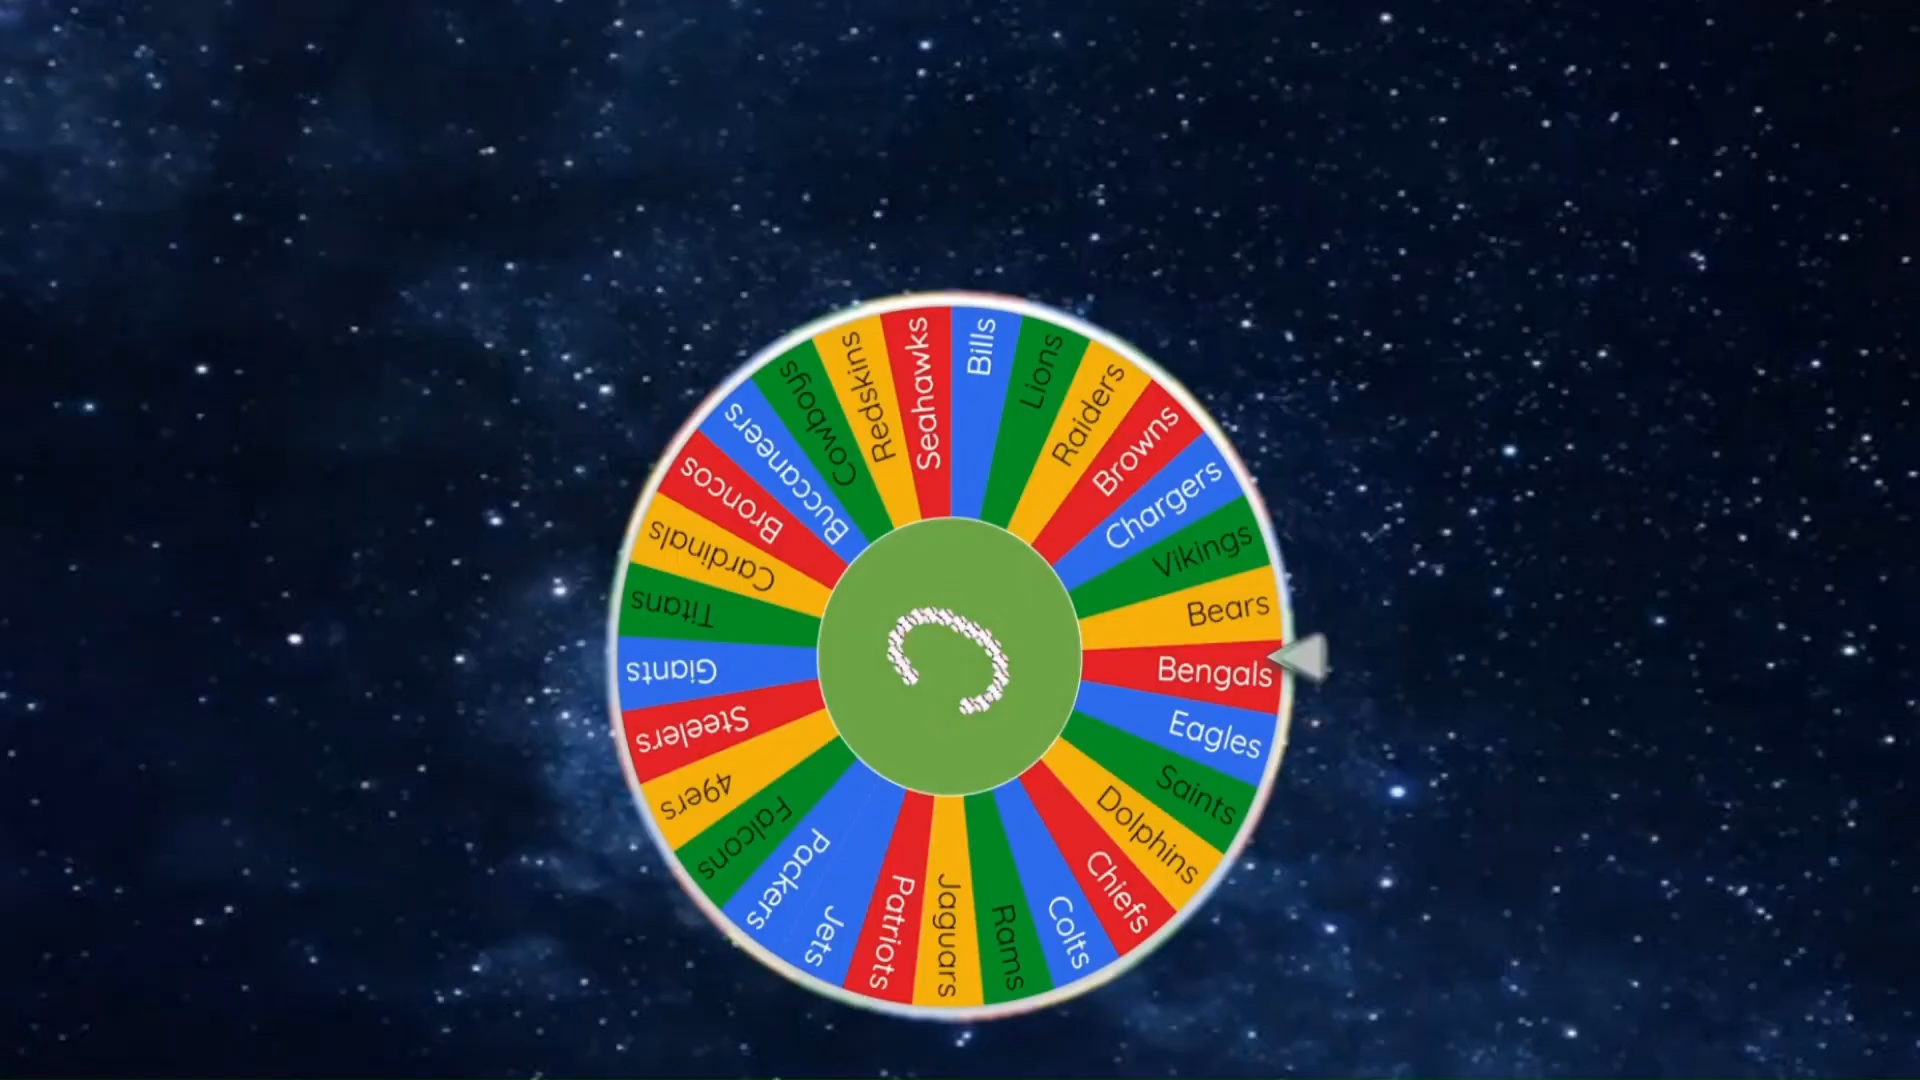 Bills
Lions
Raiders
Browns
Chargers
Vikings
Bears
Bengals
Eagles
Saints
Dolphins
Chiefs
Colts
Rams
Jaguars
Patriots
Jets
Packers
Falcons
49ers
Steelers
Giants
Titans
Cardinals
Broncos
Buccaneers
Cowboys
Redskins
Seahawks